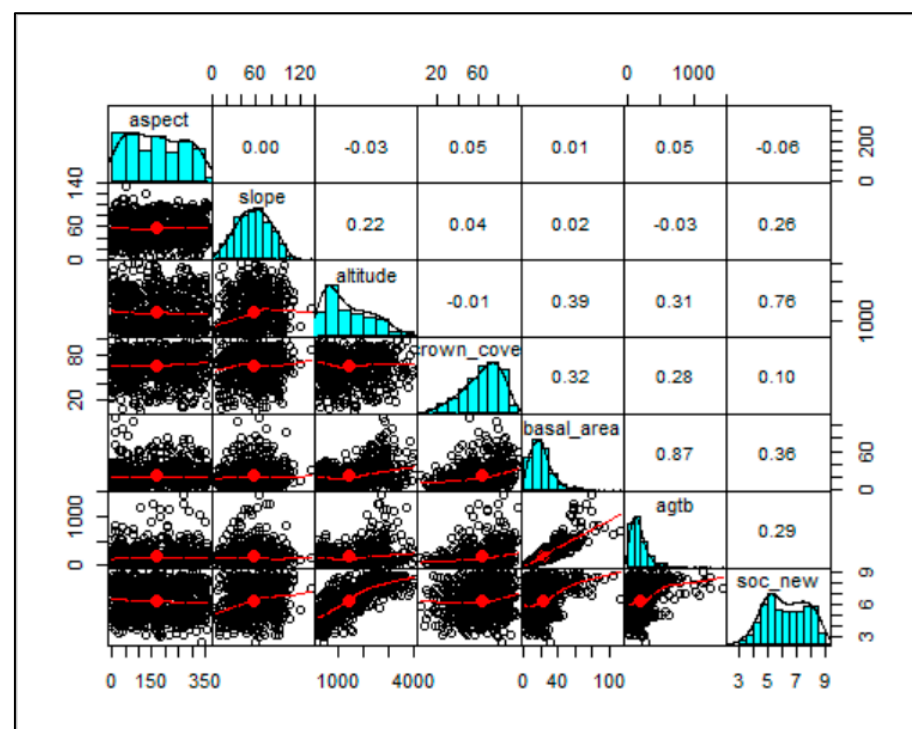 0 60 120 20 60 0 1000
aspect 0.00 -0.03 0.05 0.01 0.05 -0.06 0 200
0 60 140 slope 0.22 0.04 0.02 -0.03 0.26
altitude -0.01 0.39 0.31 0.76 1000
20 80 crown_cove 0.32 0.28 0.10
basal_area 0.87 0.36 0 60
0 1000 agtb 0.29
soc_new 3 6 9
0 150 350 1000 4000 0 40 100 3 5 7 9